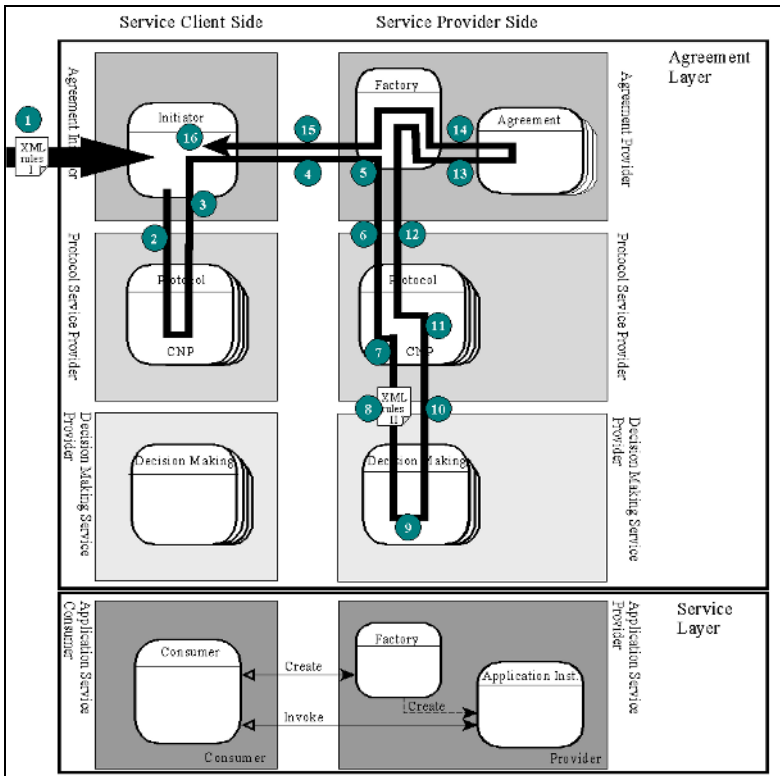 Service Client Side
Service Provider Side
Agreement
Layer
Agreement Initiator
Initiator
Factory
Agreement
Agreement Provider
1
XML
rules
I
16
15
14
3
4
5
13
2
6
12
Protocol Service
Provider
Protocol
CNP
Protocol
CNP
Protocol Service
Provider
11
7
8
XML
rules
II
10
Decision Making Service
Provider
Decision Making
Decision Making
9
Decision Making Service
Provider
Application Service
Consumer
Consumer
Create
Factory
Create
Application Inst.
Invoke
Consumer
Provider
Application Service
Provider
Service
Layer